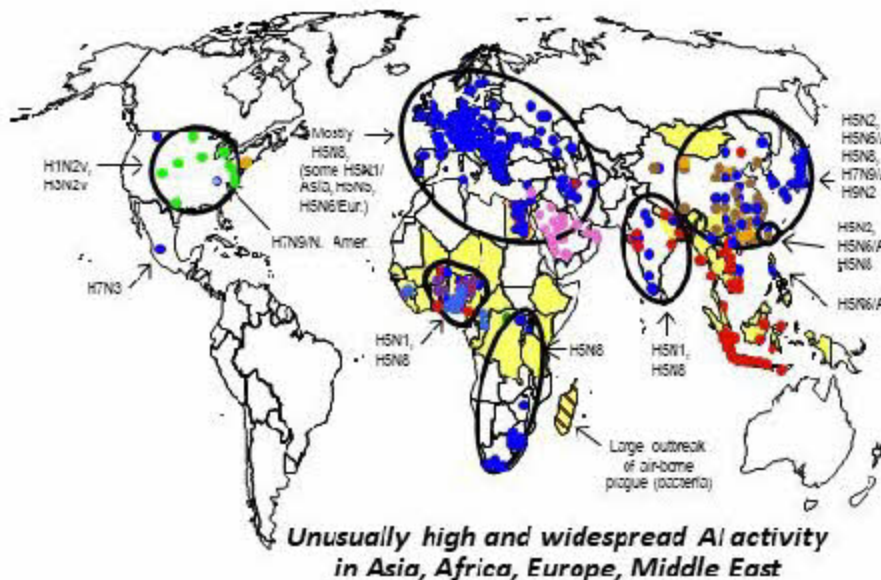 H1N2v,
H3N2v
H7N3
H7N9/N. Amer.
Mostly
H5N8,
(some H5N1/
Asia, H5N5,
H5N6/Eur.)
H5N1,
H5N8
H5N8
Large outbreak
of air-borne
plague (bacteria)
H5N1,
H5N8
H5N2,
H5N6/
H5N8,
H7N9/
H9N2
H5N2,
H5N6/A
H5N8
H5N6/A
Unusually high and widespread AI activity
in Asia, Africa, Europe, Middle East